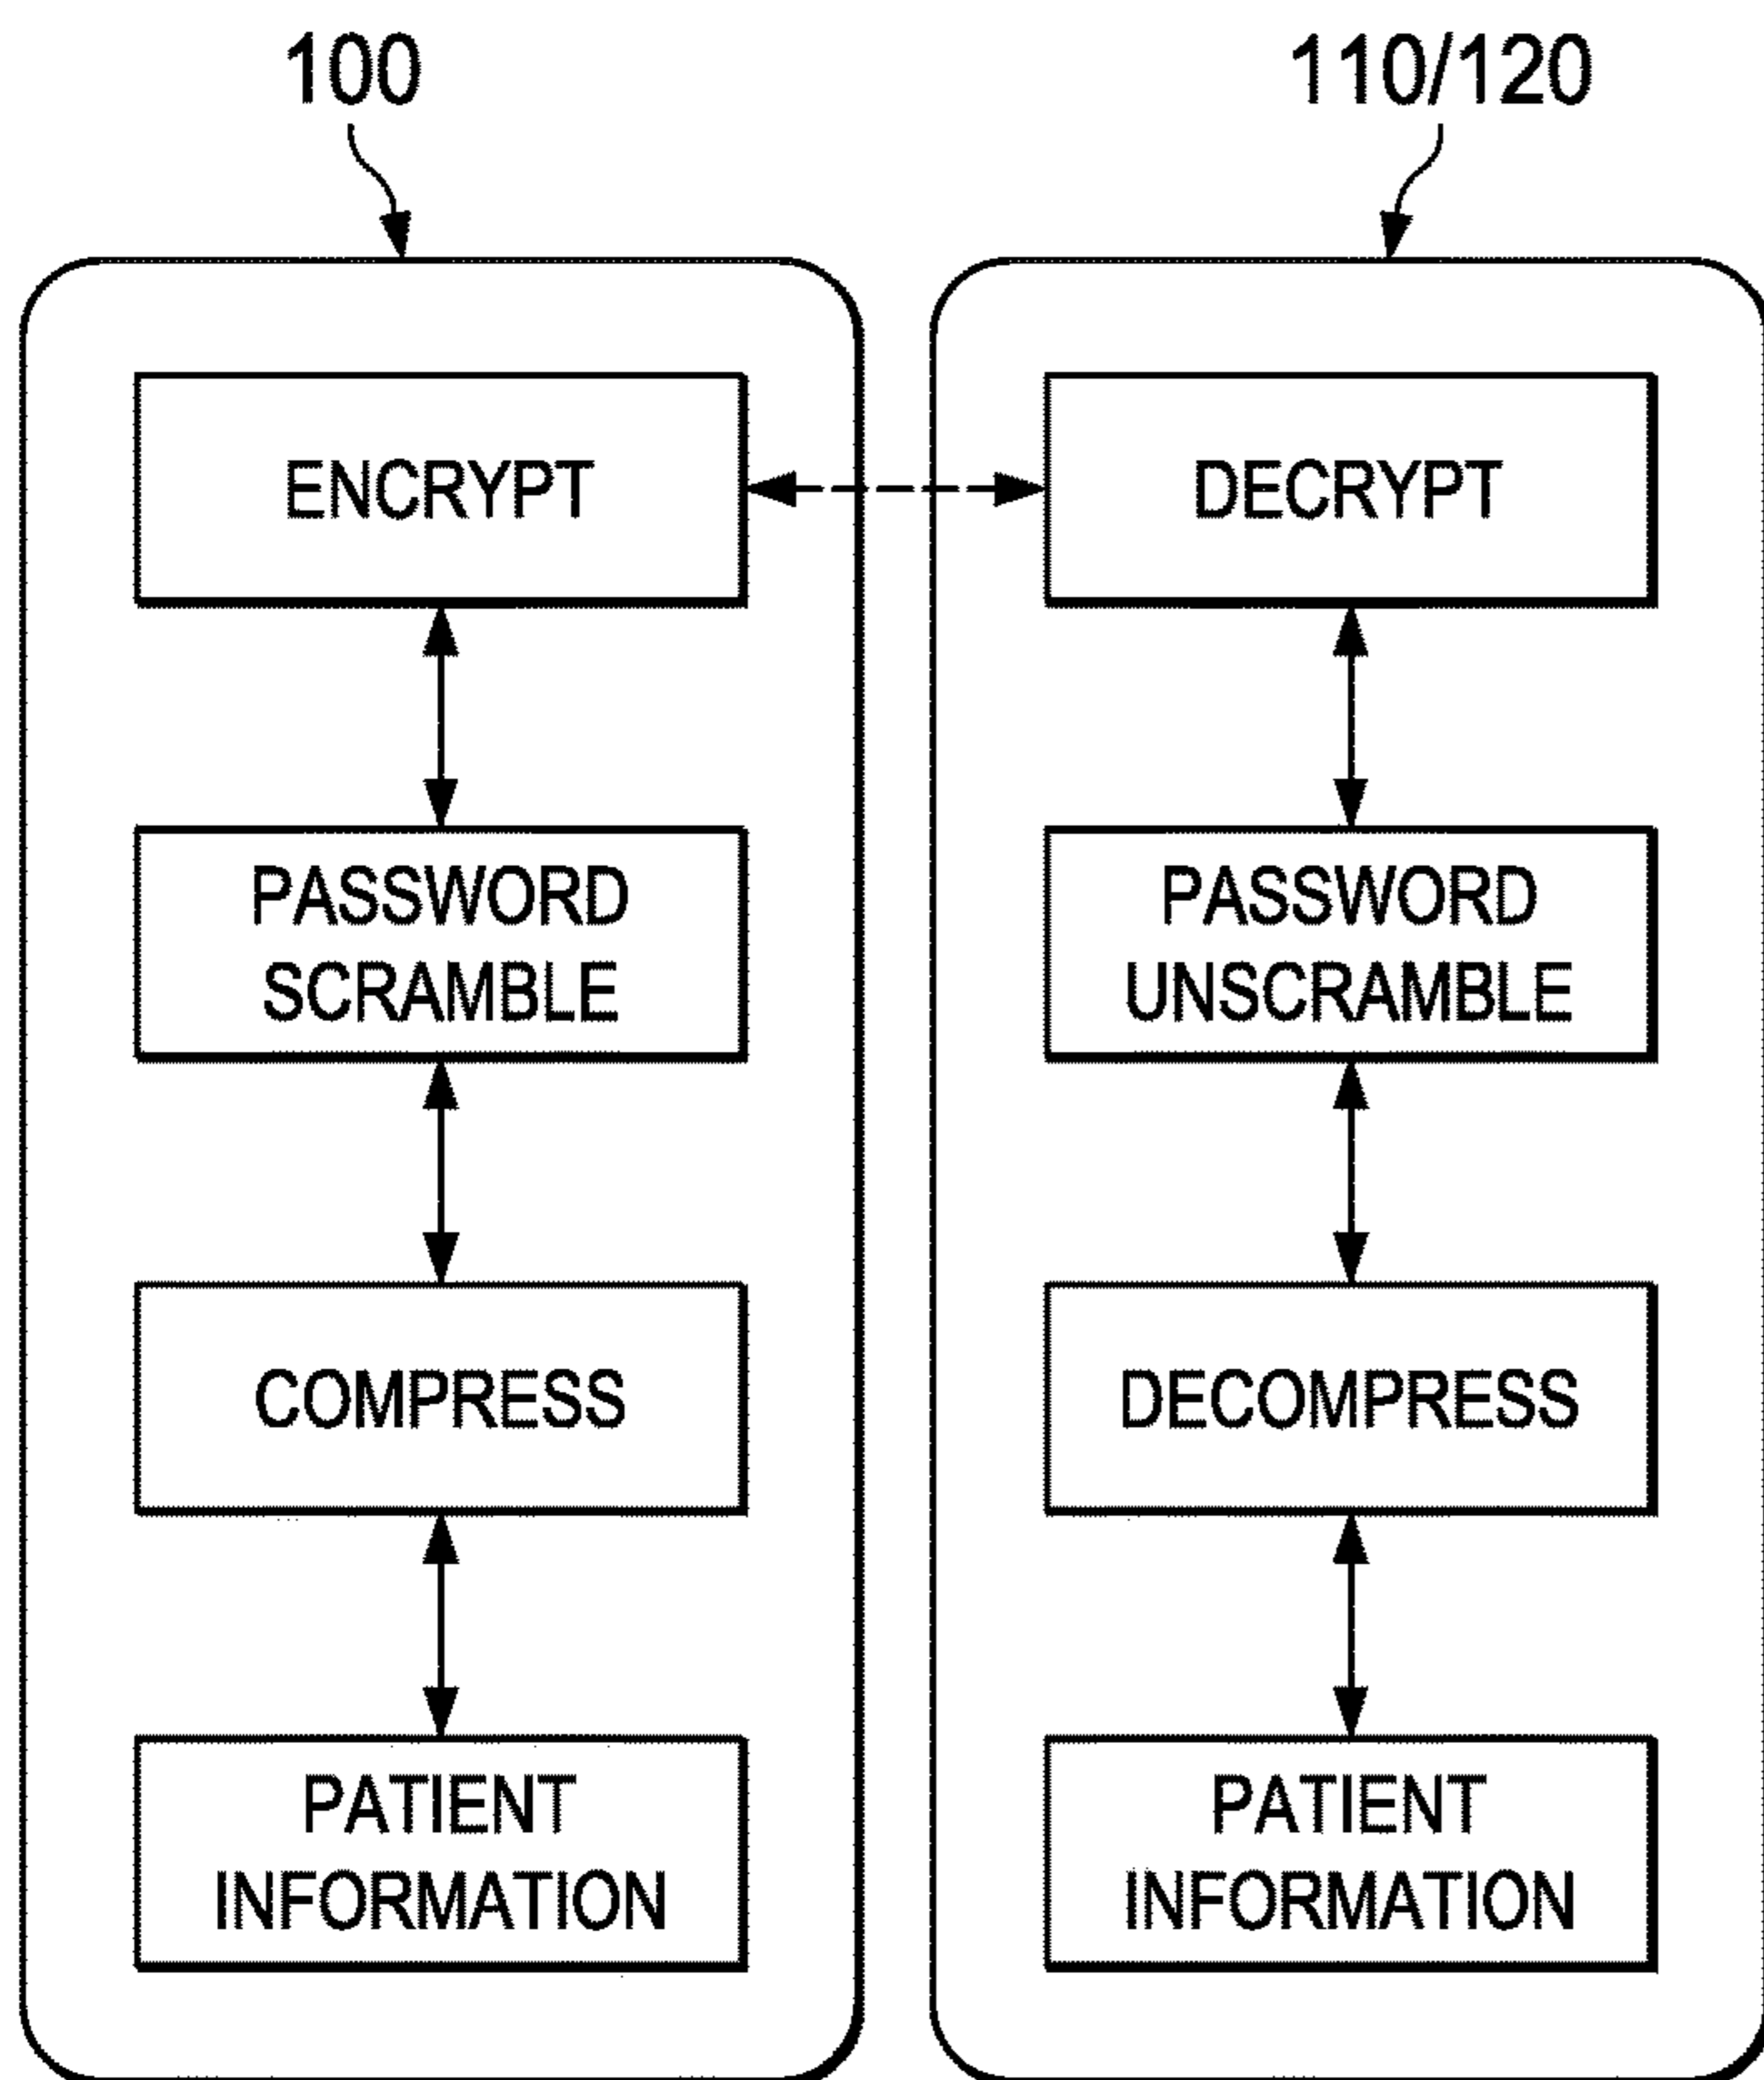 100
110/120
ENCRYPT
DECRYPT
PASSWORD
SCRAMBLE
PASSWORD
UNSCRAMBLE
COMPRESS
DECOMPRESS
PATIENT
INFORMATION
PATIENT
INFORMATION